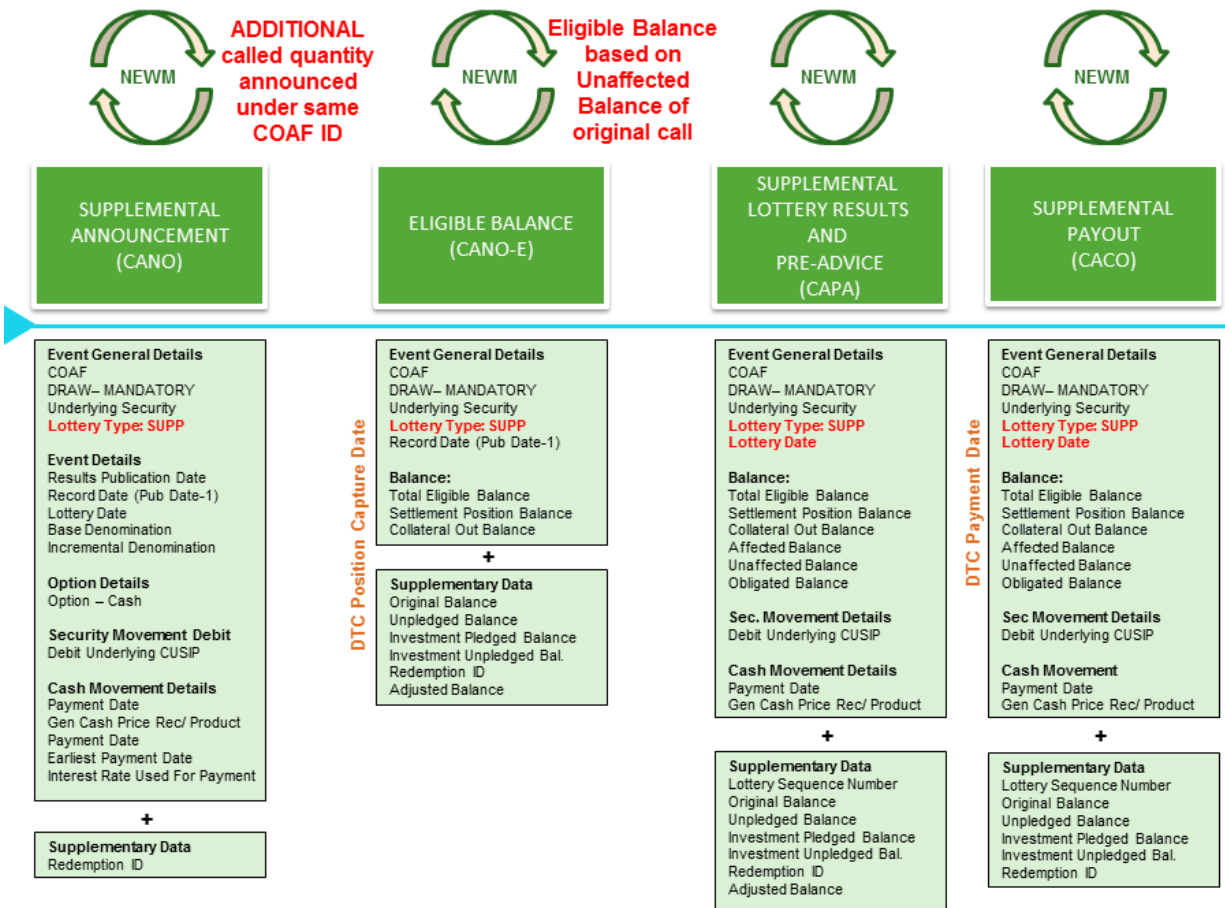 NEWM
ADDITIONAL
called quantity
announced
under same
COAF ID
NEWM
Eligible Balance
based on
Unaffected
Balance of
original call
NEWM
NEWM
SUPPLEMENTAL
ANNOUNCEMENT
(CANO)
ELIGIBLE BALANCE
(CANO-E)
SUPPLEMENTAL
LOTTERY RESULTS
AND
PRE-ADVICE
(CAPA)
SUPPLEMENTAL
PAYOUT
(CACO)
Event General Details
COAF
DRAW– MANDATORY
Underlying Security
Lottery Type: SUPP
Event Details
Results Publication Date
Record Date (Pub Date-1)
Lottery Date
Base Denomination
Incremental Denomination
Option Details
Option – Cash
Security Movement Debit
Debit Underlying CUSIP
Cash Movement Details
Payment Date
Gen Cash Price Rec/ Product
Payment Date
Earliest Payment Date
Interest Rate Used For Payment
+
Supplementary Data
Redemption ID
DTC Position Capture Date
Event General Details
COAF
DRAW– MANDATORY
Underlying Security
Lottery Type: SUPP
Record Date (Pub Date-1)
Balance:
Total Eligible Balance
Settlement Position Balance
Collateral Out Balance
+
Supplementary Data
Original Balance
Unpledged Balance
Investment Pledged Balance
Investment Unpledged Bal.
Redemption ID
Adjusted Balance
Event General Details
COAF
DRAW– MANDATORY
Underlying Security
Lottery Type: SUPP
Lottery Date
Balance:
Total Eligible Balance
Settlement Position Balance
Collateral Out Balance
Affected Balance
Unaffected Balance
Obligated Balance
Sec. Movement Details
Debit Underlying CUSIP
Cash Movement Details
Payment Date
Gen Cash Price Rec/ Product
+
Supplementary Data
Lottery Sequence Number
Original Balance
Unpledged Balance
Investment Pledged Balance
Investment Unpledged Bal.
Redemption ID
Adjusted Balance
DTC Payment Date
Event General Details
COAF
DRAW– MANDATORY
Underlying Security
Lottery Type: SUPP
Lottery Date
Balance:
Total Eligible Balance
Settlement Position Balance
Collateral Out Balance
Affected Balance
Unaffected Balance
Obligated Balance
Sec Movement Details
Debit Underlying CUSIP
Cash Movement
Payment Date
Gen Cash Price Rec/ Product
+
Supplementary Data
Lottery Sequence Number
Original Balance
Unpledged Balance
Investment Pledged Balance
Investment Unpledged Bal.
Redemption ID